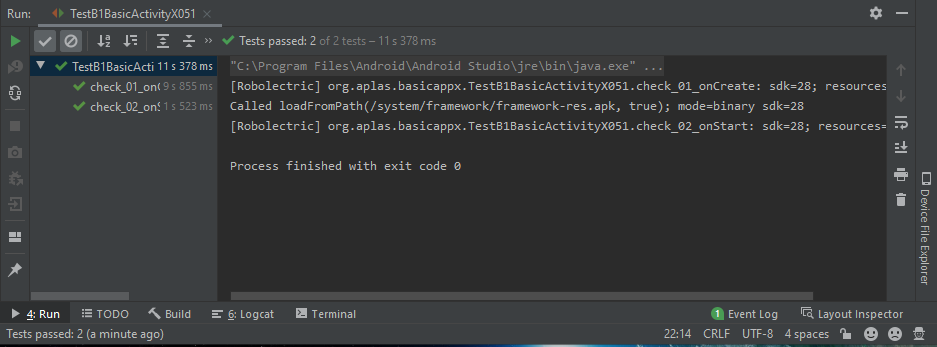 Run: TestB1BasicActivityX051
Tests passed: 2 of 2 tests – 11 s 378 ms
TestB1BasicActi 11 s 378 ms
check_01_onC 9 s 855 ms
check_02_onS 1 s 523 ms
"C:\Program Files\Android\Android Studio\jre\bin\java.exe" ...
[Robolectric] org.aplas.basicappx.TestB1BasicActivityX051.check_01_onCreate: sdk=28; resources
Called loadFromPath(/system/framework/framework-res.apk, true); mode=binary sdk=28
[Robolectric] org.aplas.basicappx.TestB1BasicActivityX051.check_02_onStart: sdk=28; resources=
Process finished with exit code 0
Device File Explorer
4: Run TODO Build 6: Logcat Terminal 1 Event Log Layout Inspector
Tests passed: 2 (a minute ago) 22:14 CRLF UTF-8 4 spaces